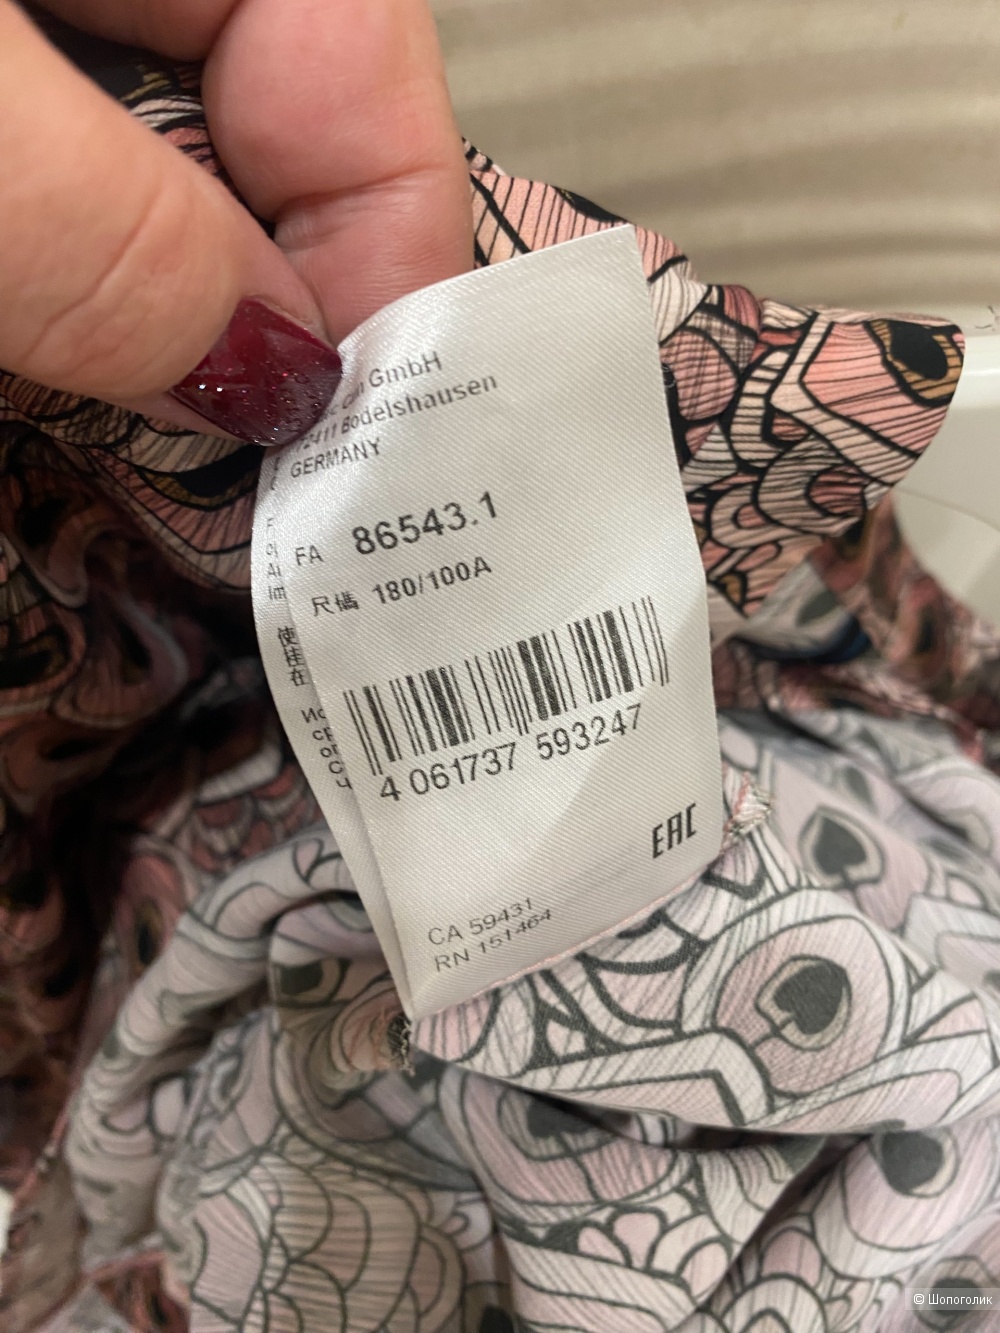 GmbH
72411 Bodelshausen
GERMANY
FA 86543.1
尺碼 180/100A
4 061737 593247
EAC
CA 59431
RN 151464
© Шопоголик